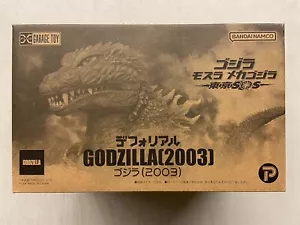 GARAGE TOY
BANDAI NAMCO
ゴジラ
モスラ メカゴジラ
東京SOS
デフォリアル
GODZILLA(2003)
ゴジラ(2003)
GODZILLA